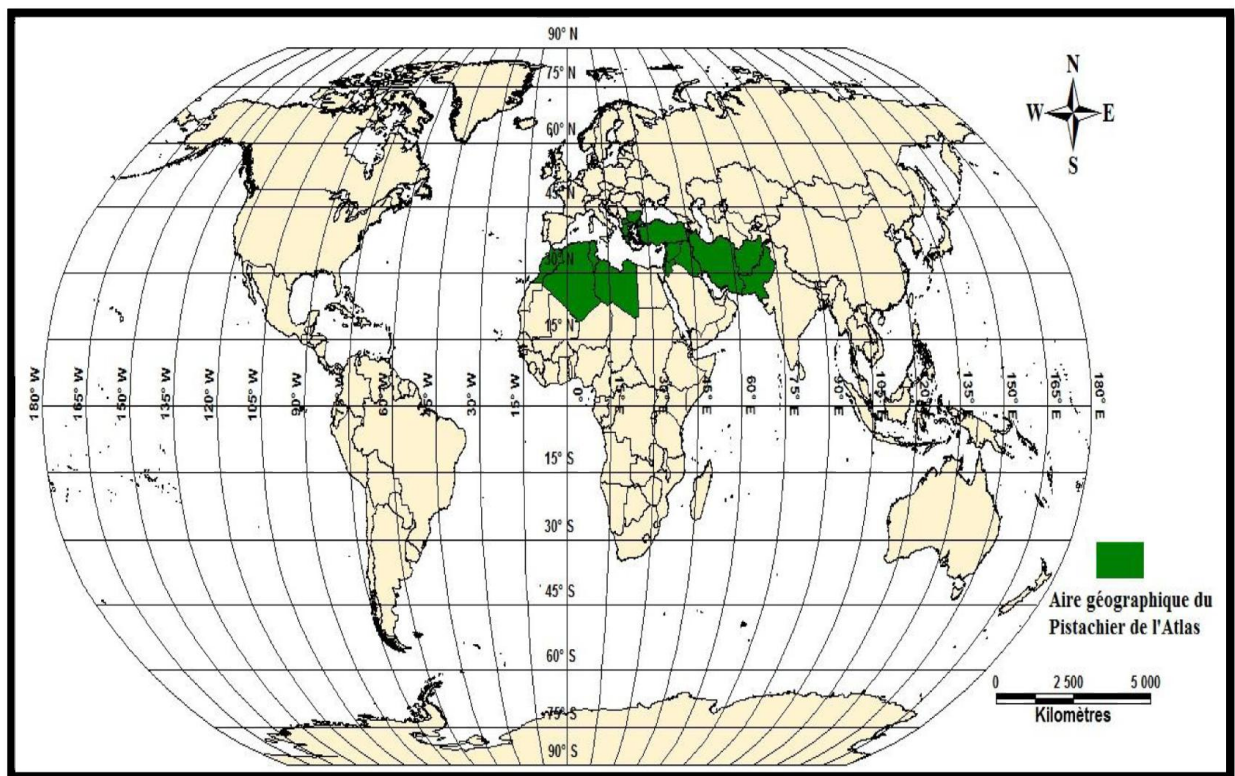 90° N
75° N
N
W E
S
60° N
45° N
30° N
15° N
180° W 165° W 150° W 135° W 120° W 105° W 90° W 75° W 60° W 45° W 30° W 15° W 0° 15° E 30° E 45° E 60° E 75° E 90° E 105° E 120° E 135° E 150° E 165° E 180° E
15° S
30° S
45° S
60° S
75° S
90° S
Aire géographique du
Pistachier de l'Atlas
0 2 500 5 000
Kilomètres